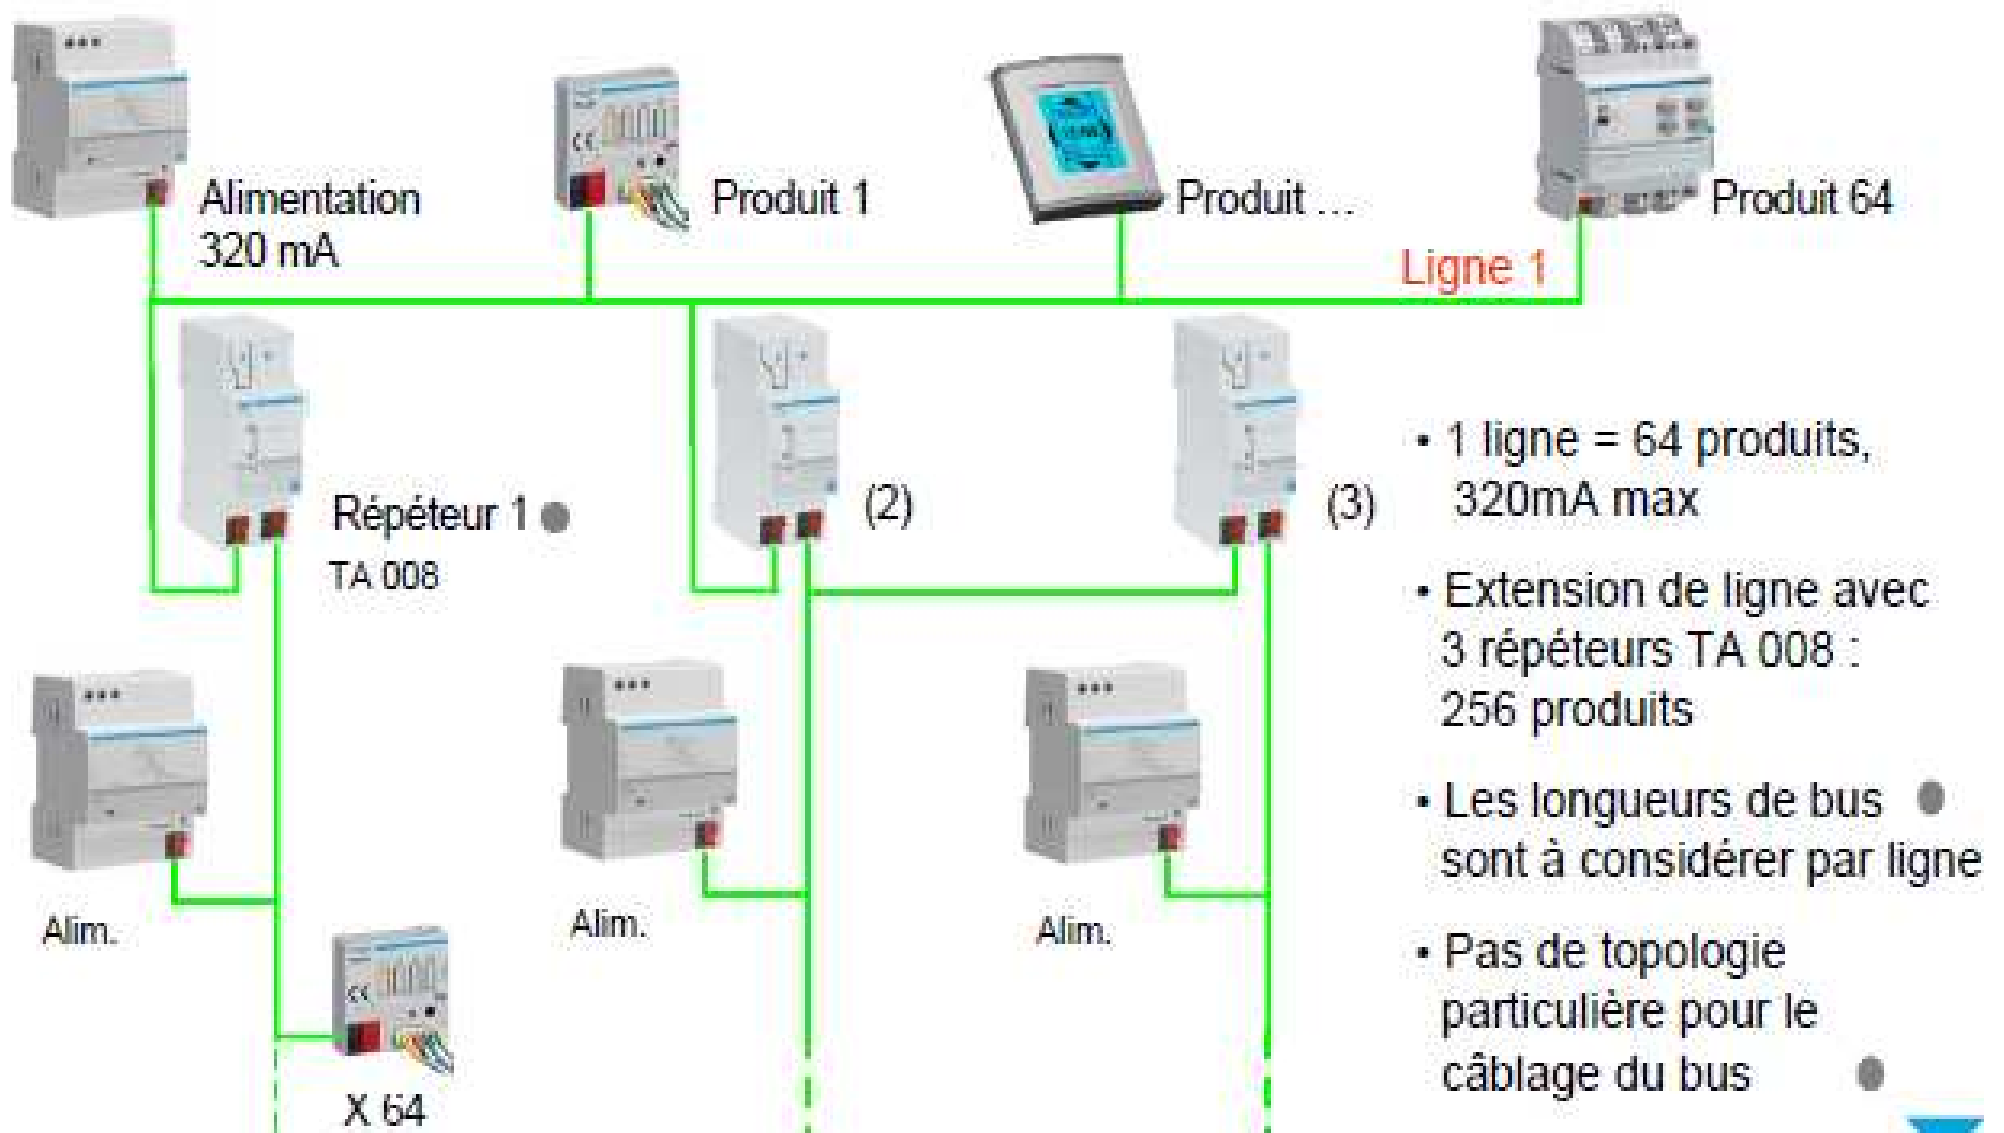 Alimentation
320 mA
Produit 1
Produit ...
Produit 64
Ligne 1
Répéteur 1
TA 008
(2)
(3)
• 1 ligne = 64 produits,
320mA max
• Extension de ligne avec
3 répéteurs TA 008 :
256 produits
• Les longueurs de bus
sont à considérer par ligne
• Pas de topologie
particulière pour le
câblage du bus
Alim.
Alim.
Alim.
X 64